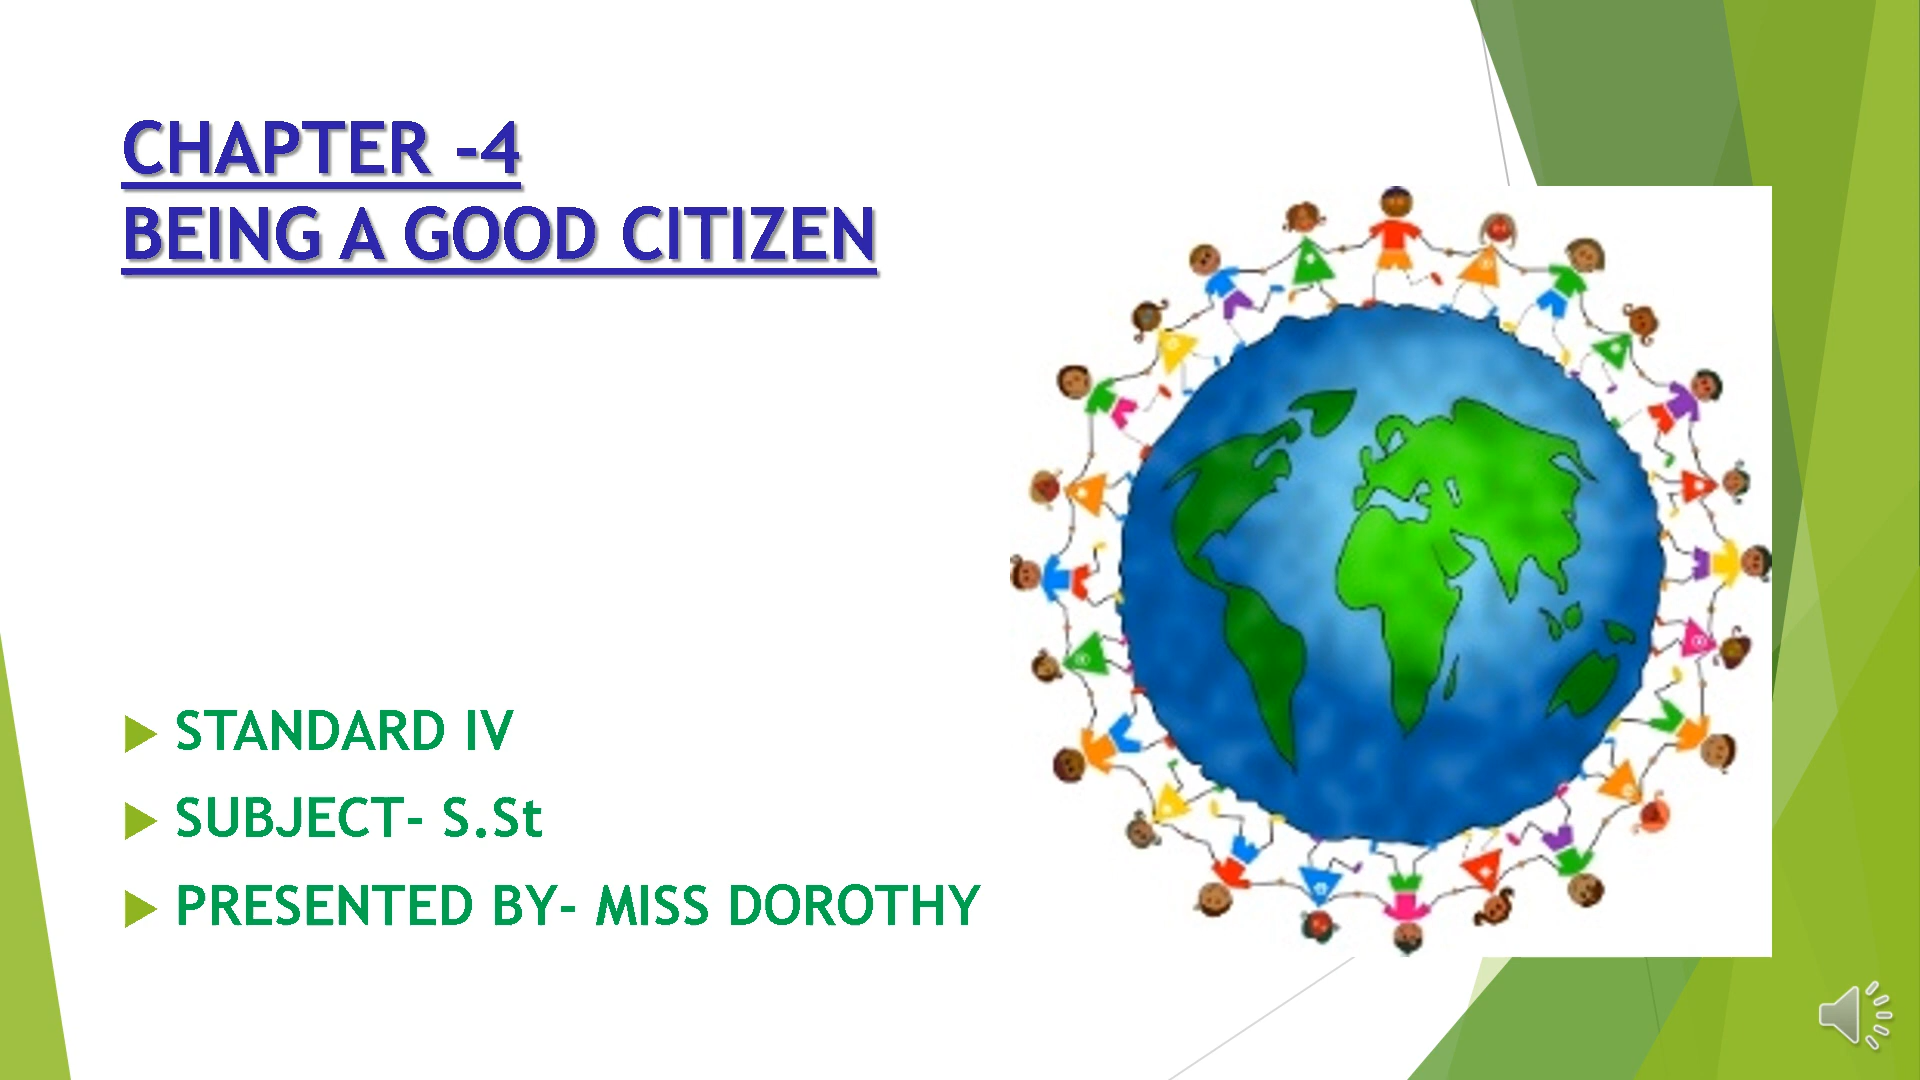 CHAPTER -4
BEING A GOOD CITIZEN
STANDARD IV
SUBJECT- S.St
PRESENTED BY- MISS DOROTHY